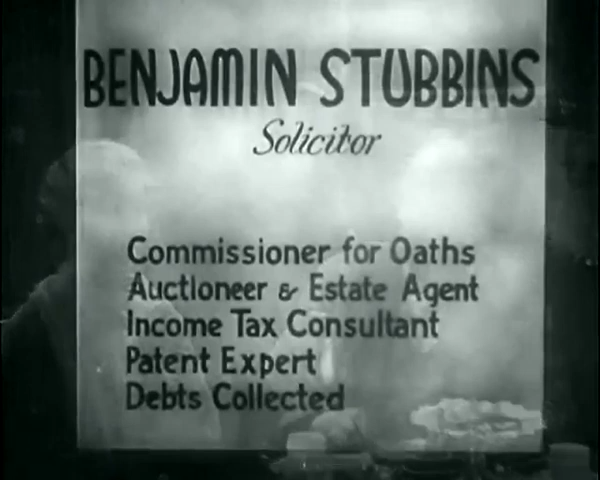 BENJAMIN STUBBINS
Solicitor
Commissioner for Oaths
Auctioneer & Estate Agent
Income Tax Consultant
Patent Expert
Debts Collected